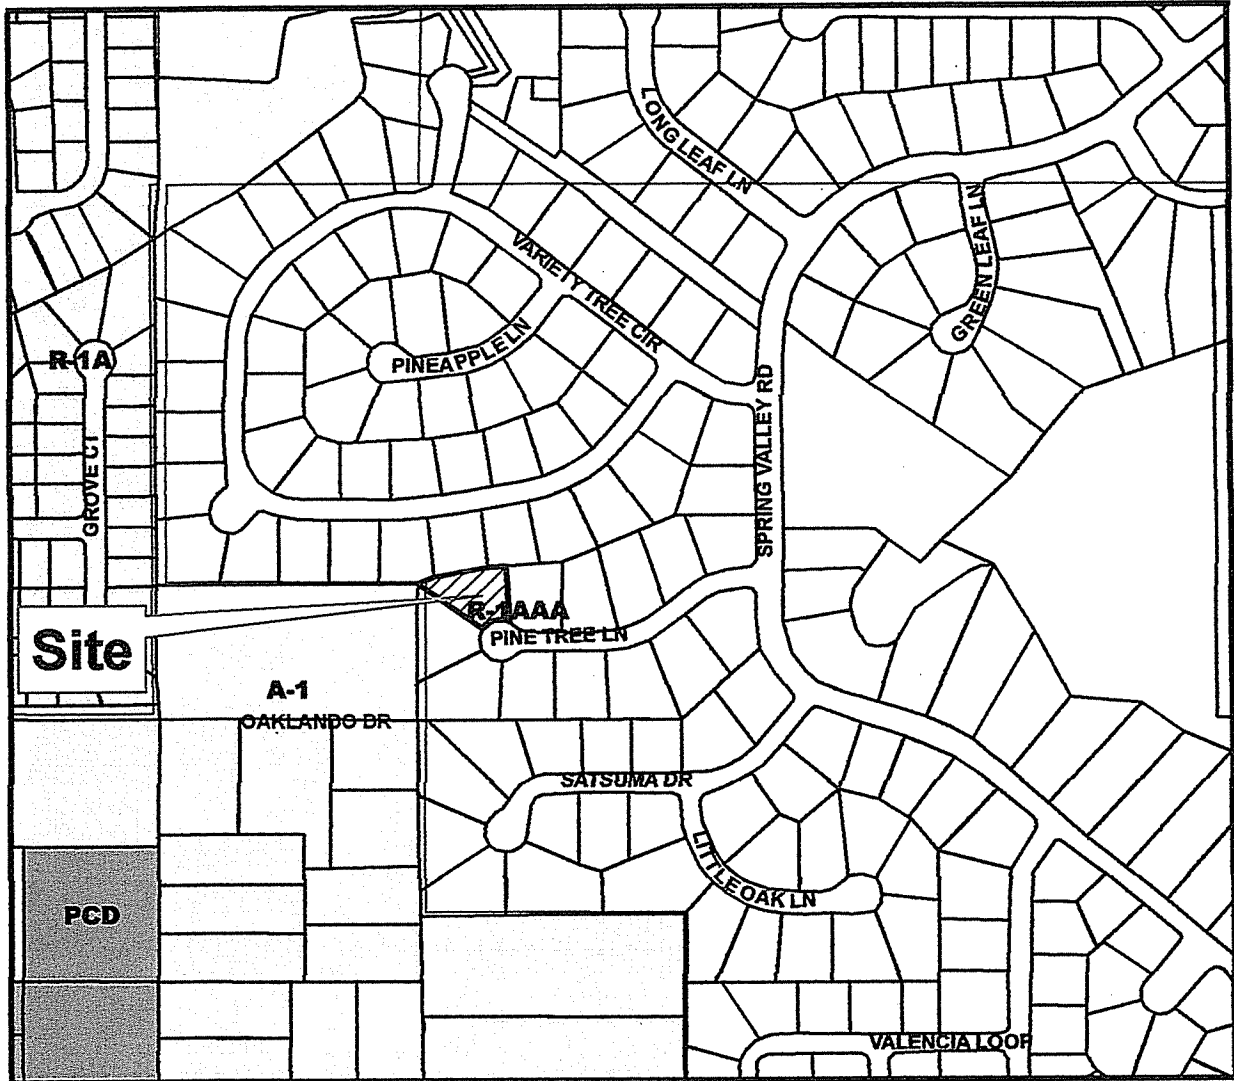 LONG LEAF LN
GREEN LEAF LN
VARIETY TREE CIR
PINEAPPLE LN
R-1A
SPRING VALLEY RD
GROVE CT
R-1AAA
PINE TREE LN
Site
A-1
OAKLANDO DR
SATSUMA DR
LITTLE OAK LN
PCD
VALENCIA LOOP